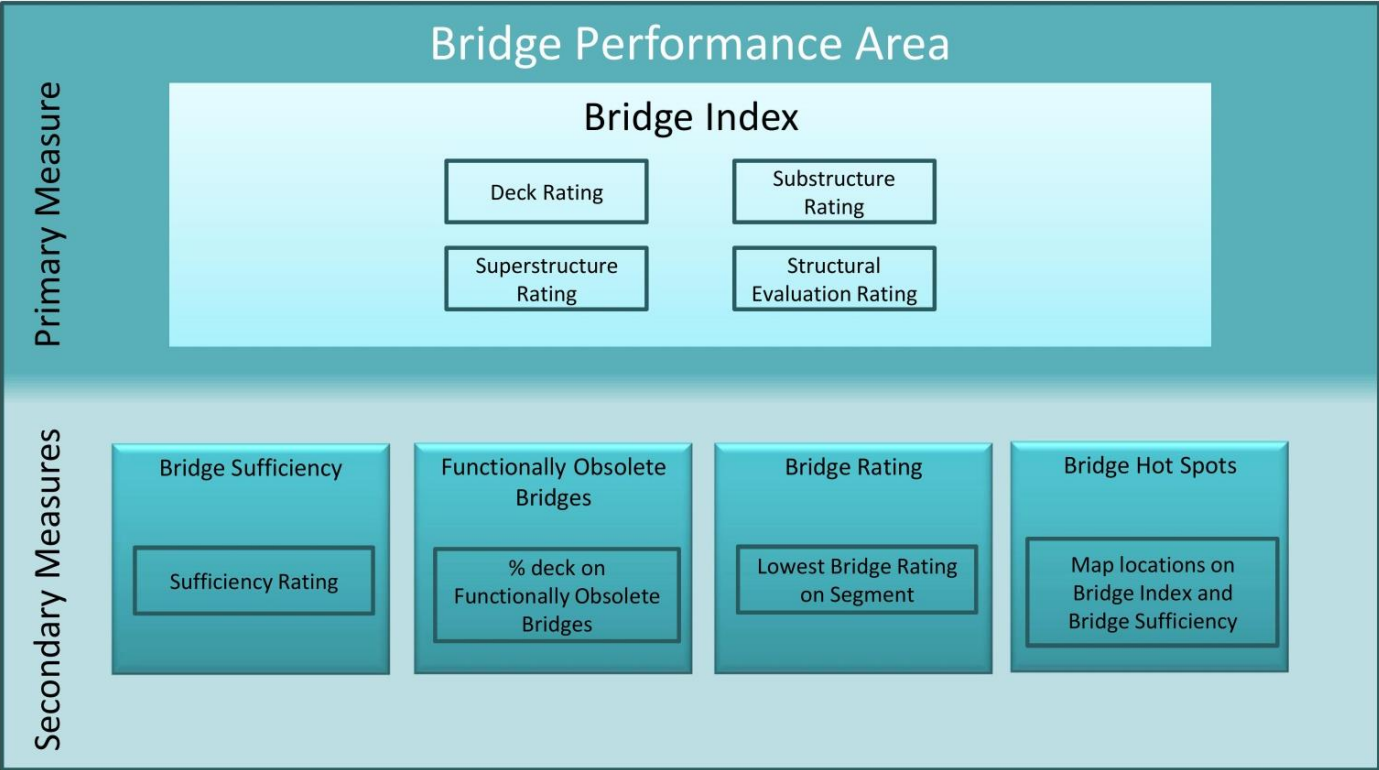 Bridge Performance Area
Primary Measure
Bridge Index
Deck Rating
Substructure
Rating
Superstructure
Rating
Structural
Evaluation Rating
Secondary Measures
Bridge Sufficiency
Sufficiency Rating
Functionally Obsolete
Bridges
% deck on
Functionally Obsolete
Bridges
Bridge Rating
Lowest Bridge Rating
on Segment
Bridge Hot Spots
Map locations on
Bridge Index and
Bridge Sufficiency